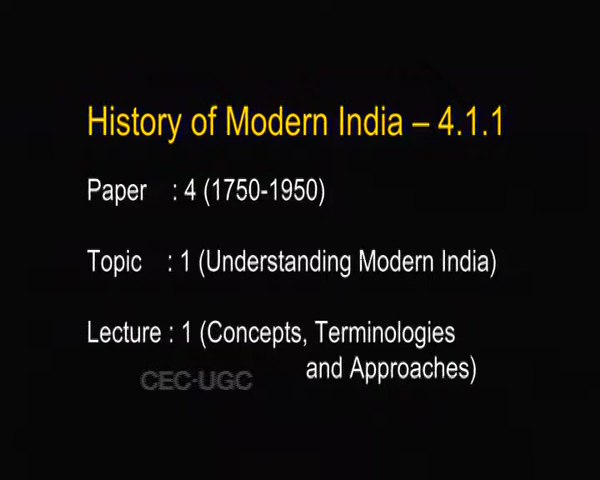 History of Modern India – 4.1.1
Paper : 4 (1750-1950)
Topic : 1 (Understanding Modern India)
Lecture : 1 (Concepts, Terminologies
and Approaches)
CEC-UGC